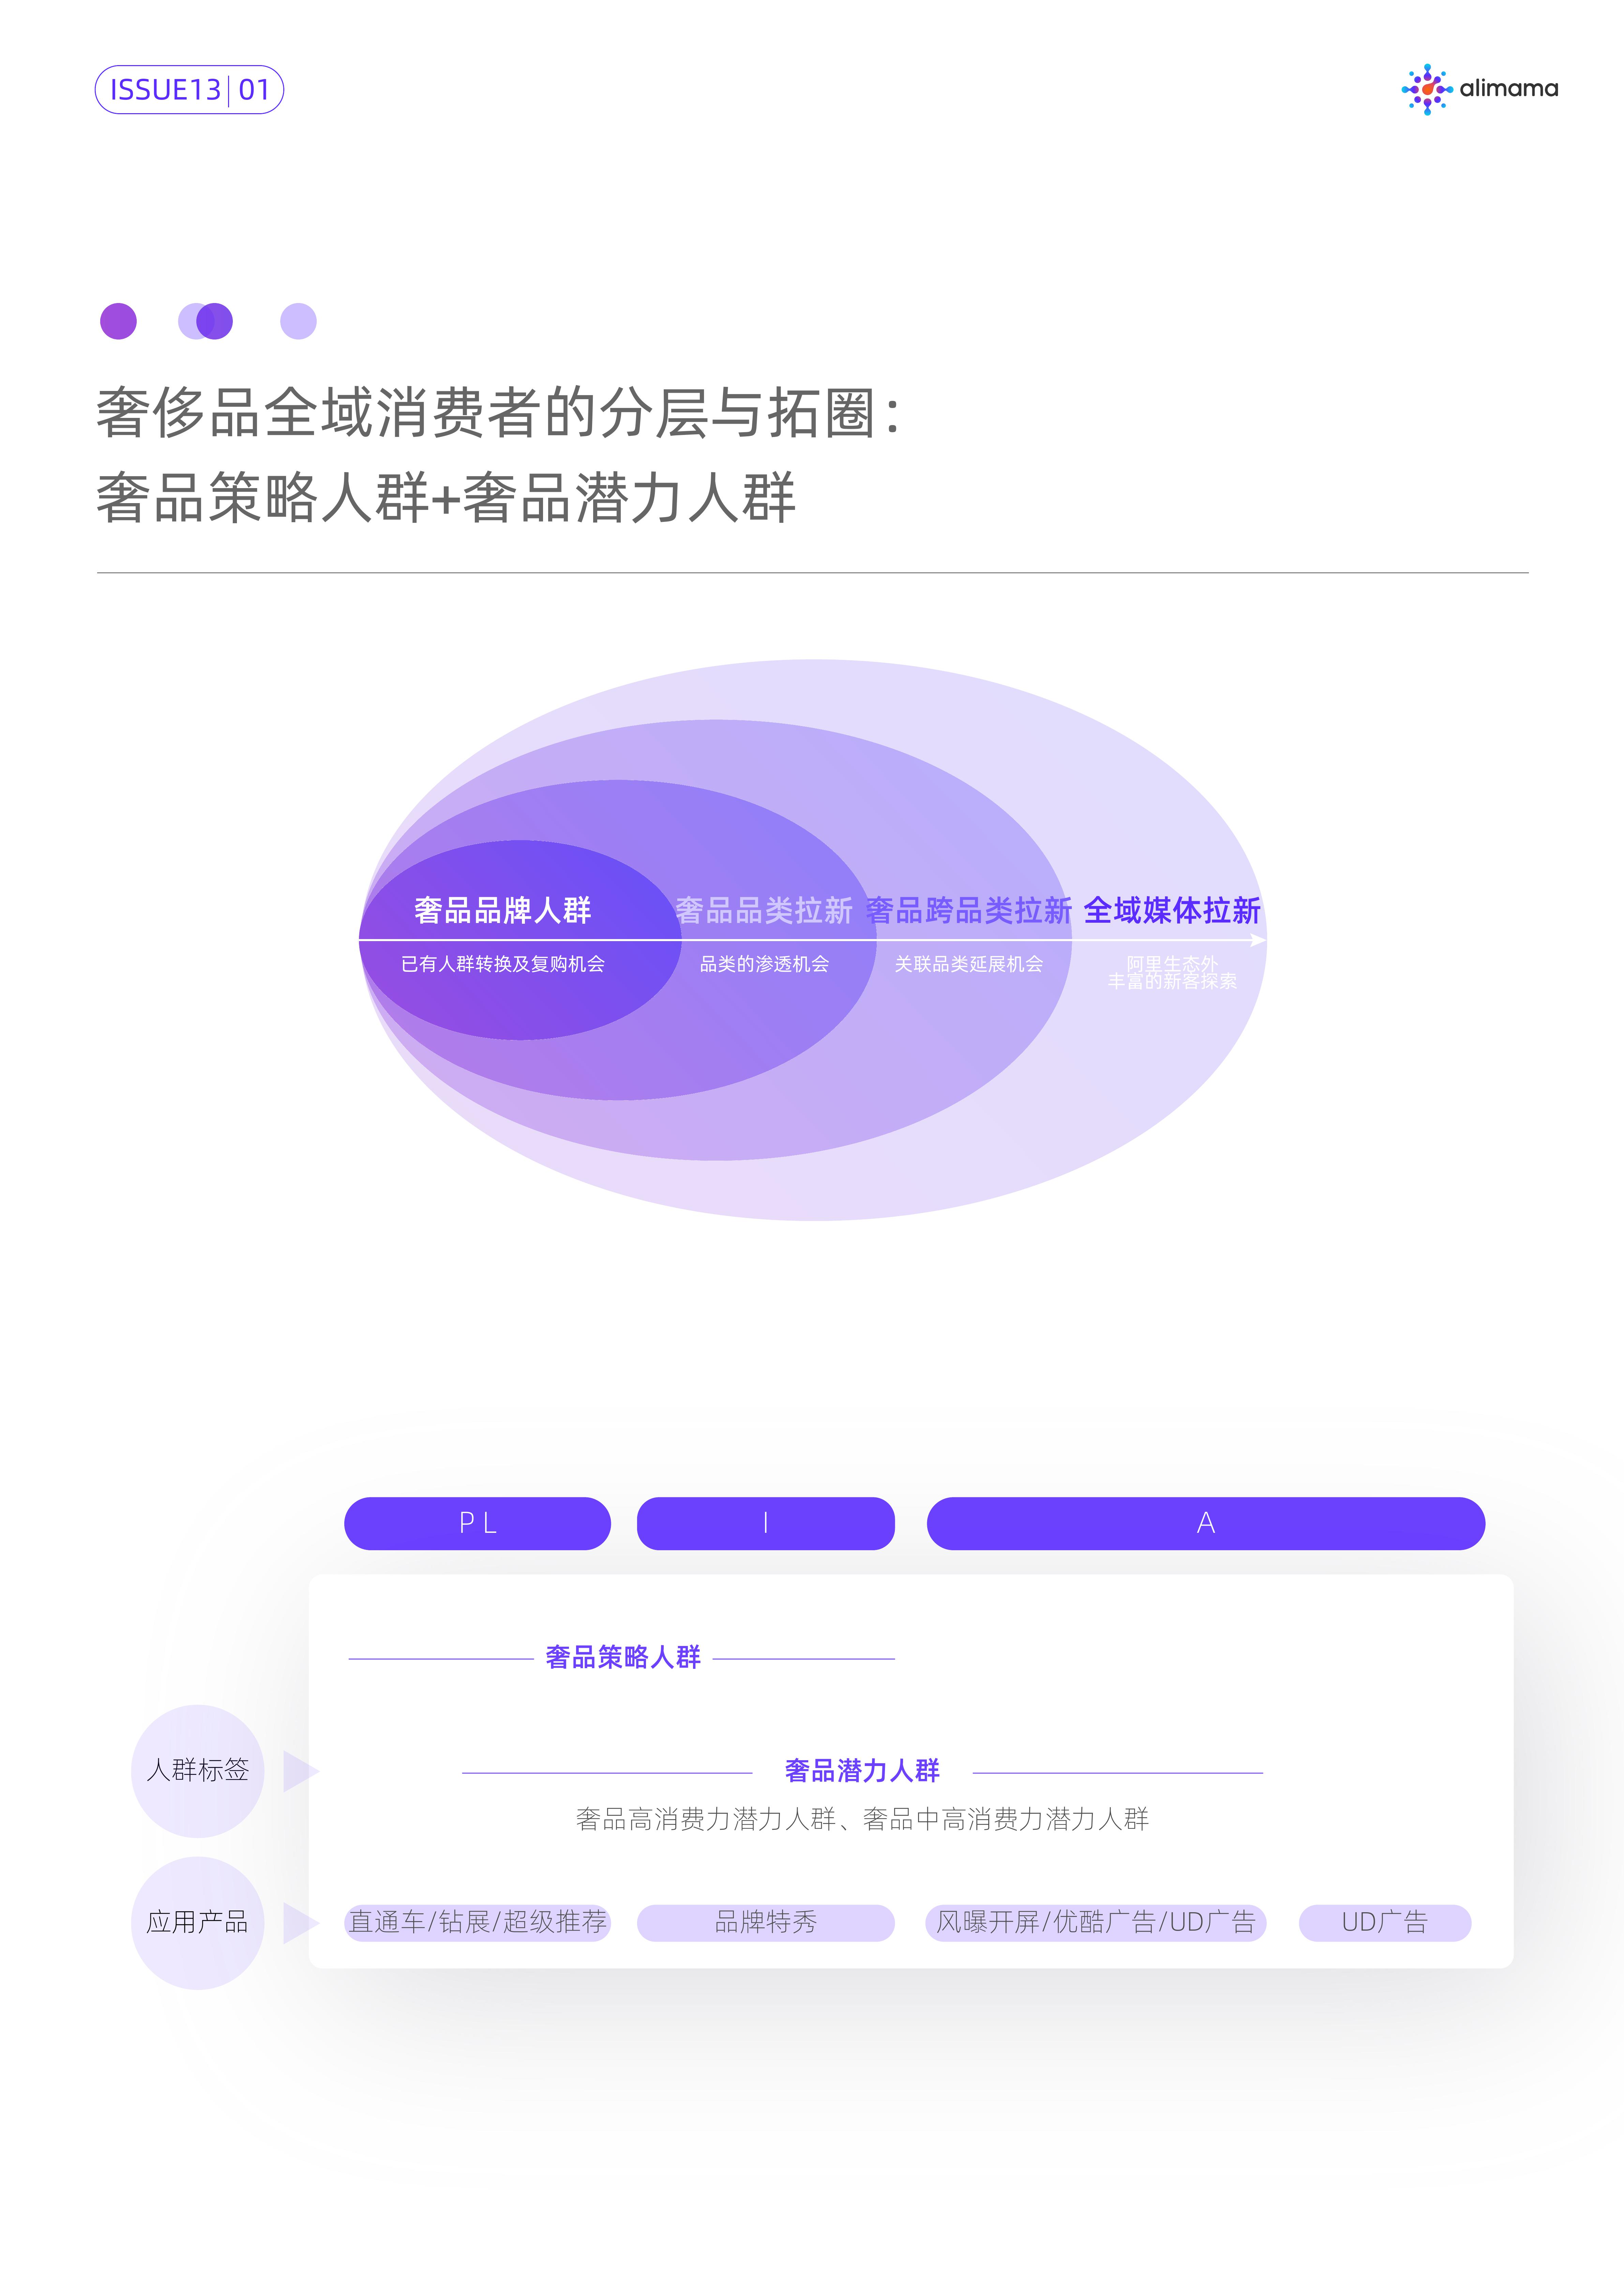 ISSUE13|01
alimama
奢侈品全域消费者的分层与拓圈：
奢品策略人群+奢品潜力人群
奢品品牌人群
奢品品类拉新
奢品跨品类拉新
全域媒体拉新
已有人群转换及复购机会
品类的渗透机会
关联品类延展机会
阿里生态外
丰富的新客探索
PL
I
A
奢品策略人群
人群标签
奢品潜力人群
奢品高消费力潜力人群、奢品中高消费力潜力人群
应用产品
直通车/钻展/超级推荐
品牌特秀
风曝开屏/优酷广告/UD广告
UD广告